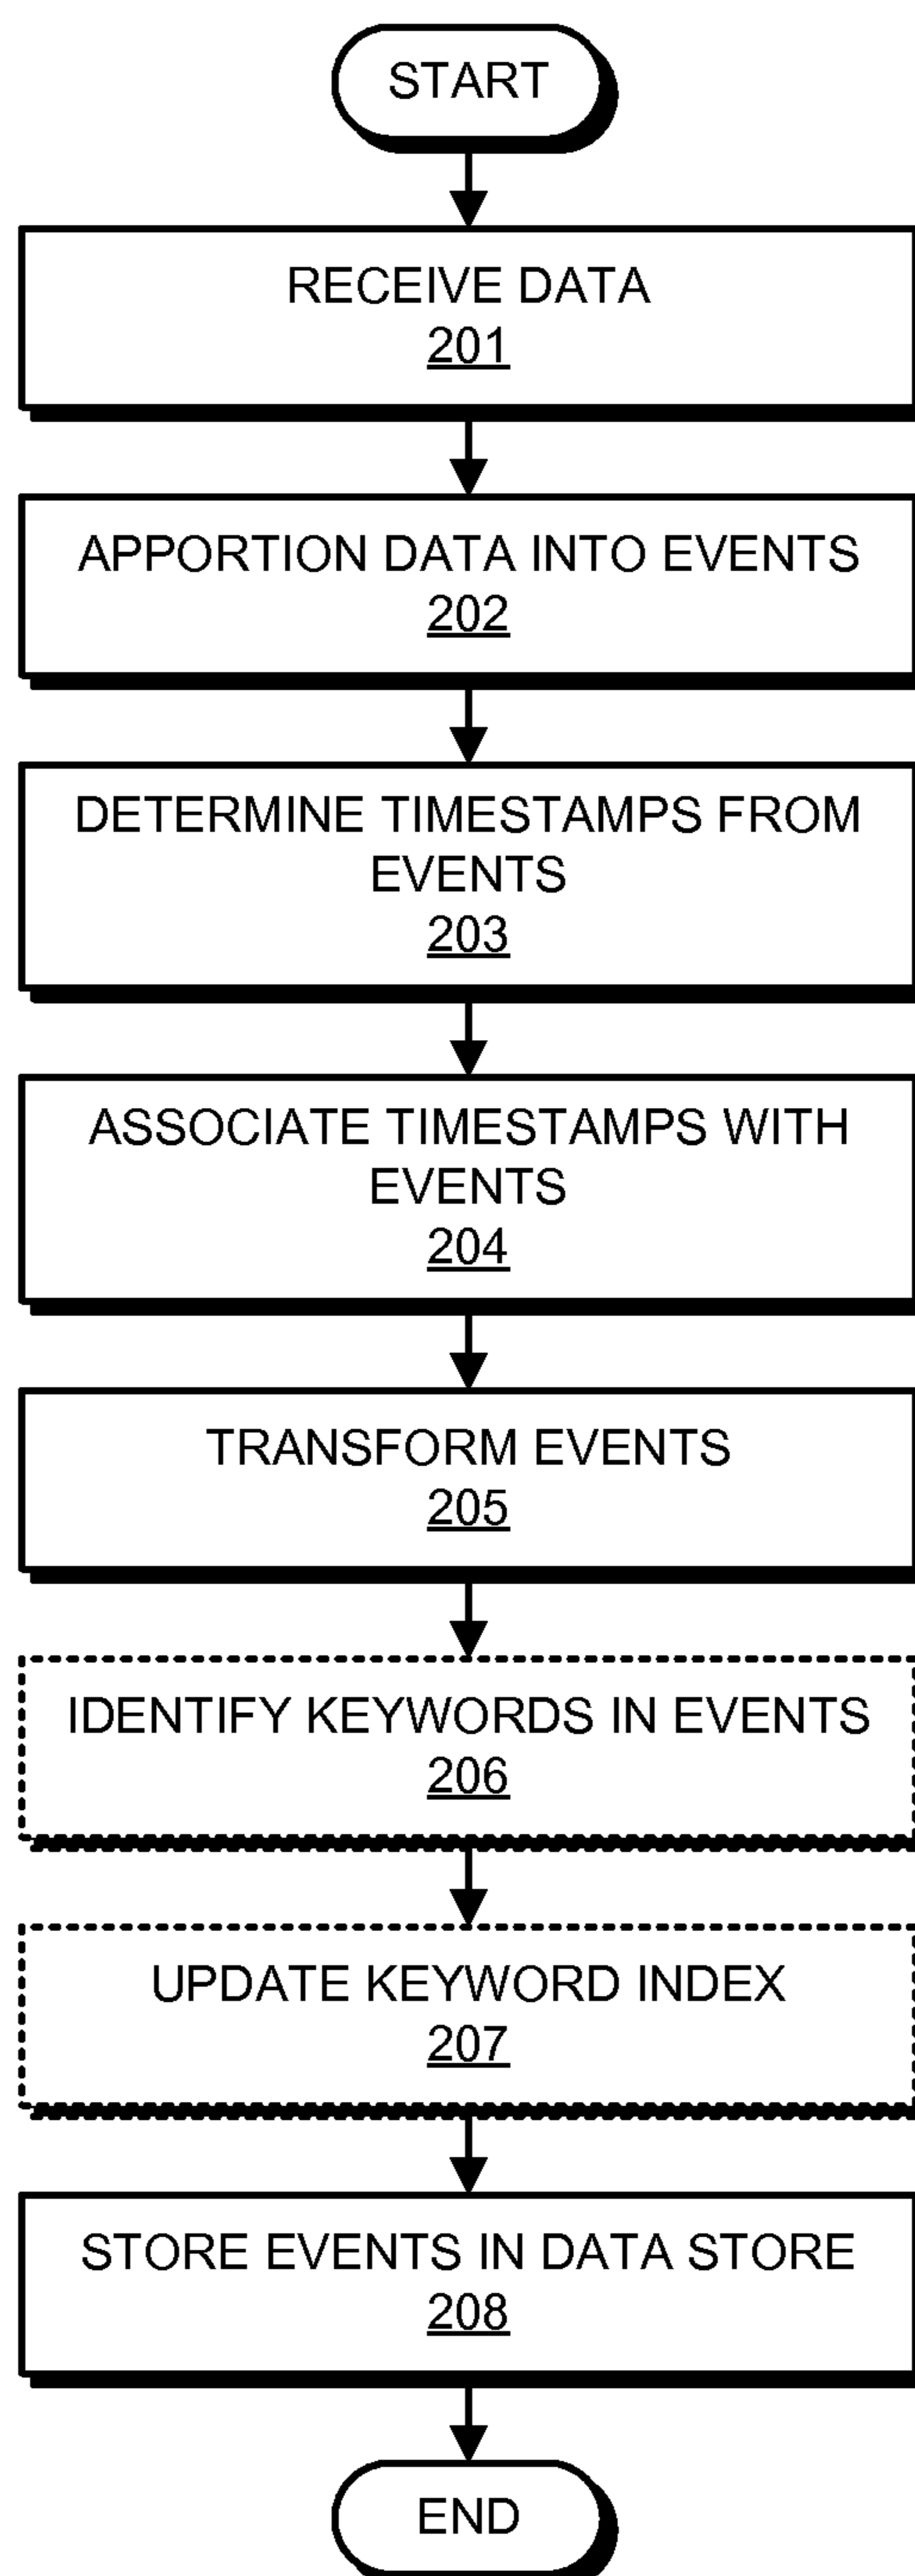 START
RECEIVE DATA
201
APPORTION DATA INTO EVENTS
202
DETERMINE TIMESTAMPS FROM
EVENTS
203
ASSOCIATE TIMESTAMPS WITH
EVENTS
204
TRANSFORM EVENTS
205
IDENTIFY KEYWORDS IN EVENTS
206
UPDATE KEYWORD INDEX
207
STORE EVENTS IN DATA STORE
208
END